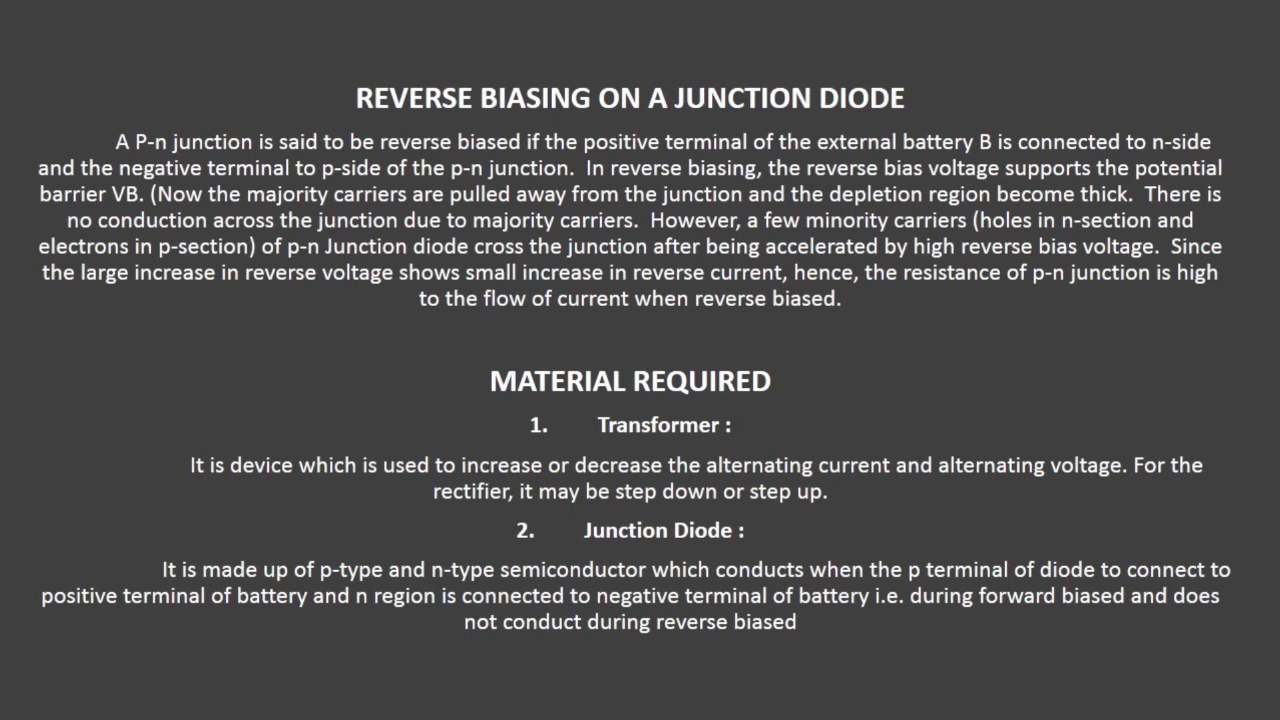 REVERSE BIASING ON A JUNCTION DIODE
A P-n junction is said to be reverse biased if the positive terminal of the external battery B is connected to n-side
and the negative terminal to p-side of the p-n junction. In reverse biasing, the reverse bias voltage supports the potential
barrier VB. (Now the majority carriers are pulled away from the junction and the depletion region become thick. There is
no conduction across the junction due to majority carriers. However, a few minority carriers (holes in n-section and
electrons in p-section) of p-n Junction diode cross the junction after being accelerated by high reverse bias voltage. Since
the large increase in reverse voltage shows small increase in reverse current, hence, the resistance of p-n junction is high
to the flow of current when reverse biased.
MATERIAL REQUIRED
1. Transformer :
It is device which is used to increase or decrease the alternating current and alternating voltage. For the
rectifier, it may be step down or step up.
2. Junction Diode :
It is made up of p-type and n-type semiconductor which conducts when the p terminal of diode to connect to
positive terminal of battery and n region is connected to negative terminal of battery i.e. during forward biased and does
not conduct during reverse biased